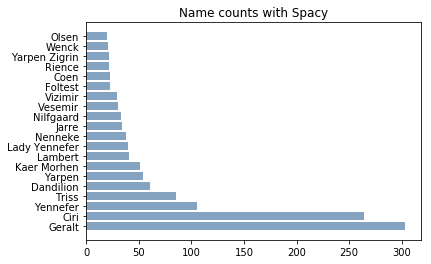 Name counts with Spacy
Olsen
Wenck
Yarpen Zigrin
Rience
Coen
Foltest
Vizimir
Vesemir
Nilfgaard
Jarre
Nenneke
Lady Yennefer
Lambert
Kaer Morhen
Yarpen
Dandilion
Triss
Yennefer
Ciri
Geralt
0 50 100 150 200 250 300